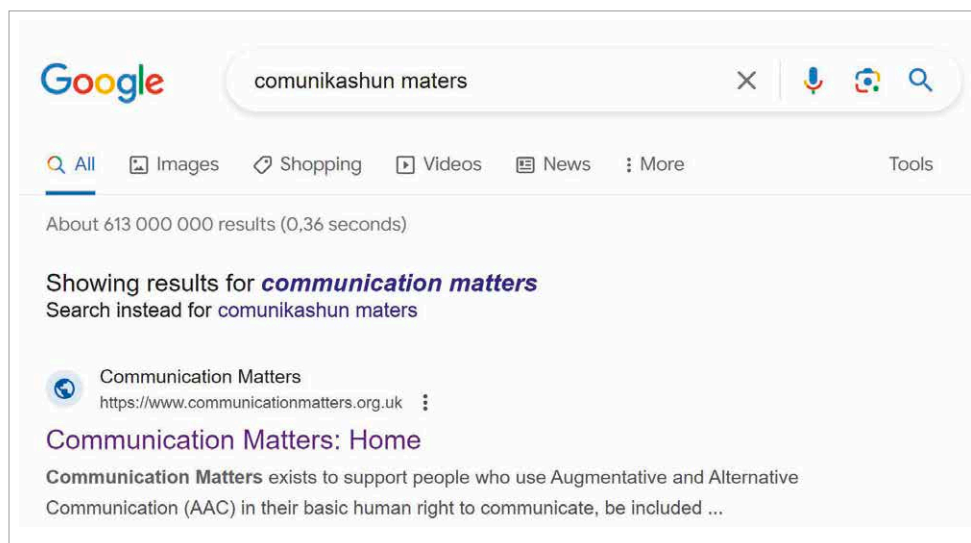 Google comunikashun maters
All Images Shopping Videos News More Tools
About 613 000 000 results (0,36 seconds)
Showing results for communication matters
Search instead for comunikashun maters
Communication Matters
https://www.communicationmatters.org.uk
Communication Matters: Home
Communication Matters exists to support people who use Augmentative and Alternative
Communication (AAC) in their basic human right to communicate, be included ...